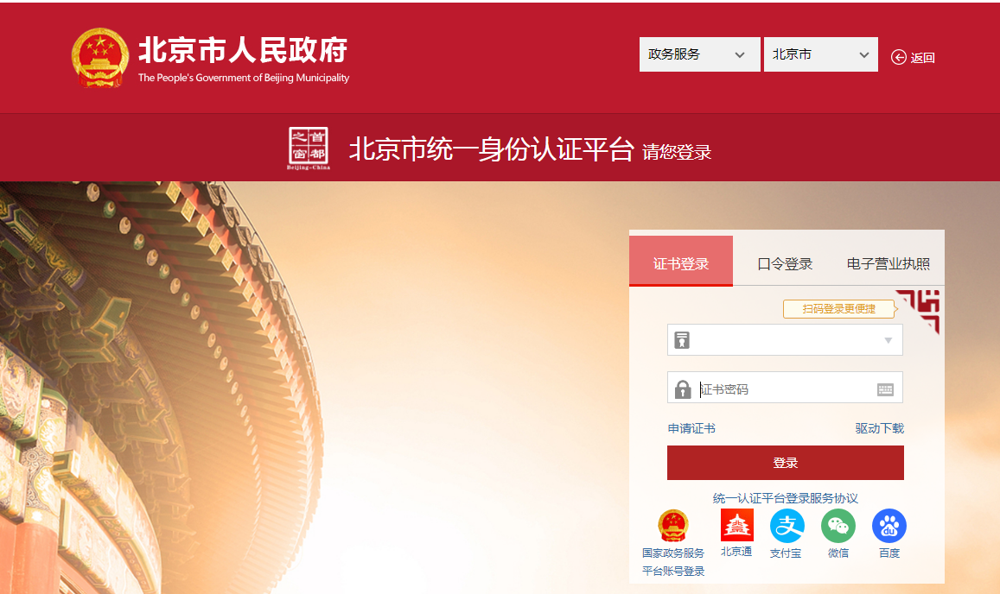 北京市人民政府
The People's Government of Beijing Municipality
政务服务
北京市
返回
首都之窗
Beijing-China
北京市统一身份认证平台 请您登录
证书登录
口令登录
电子营业执照
扫码登录更便捷
证书密码
申请证书
驱动下载
登录
统一认证平台登录服务协议
国家政务服务
平台账号登录
北京通
支付宝
微信
du
百度